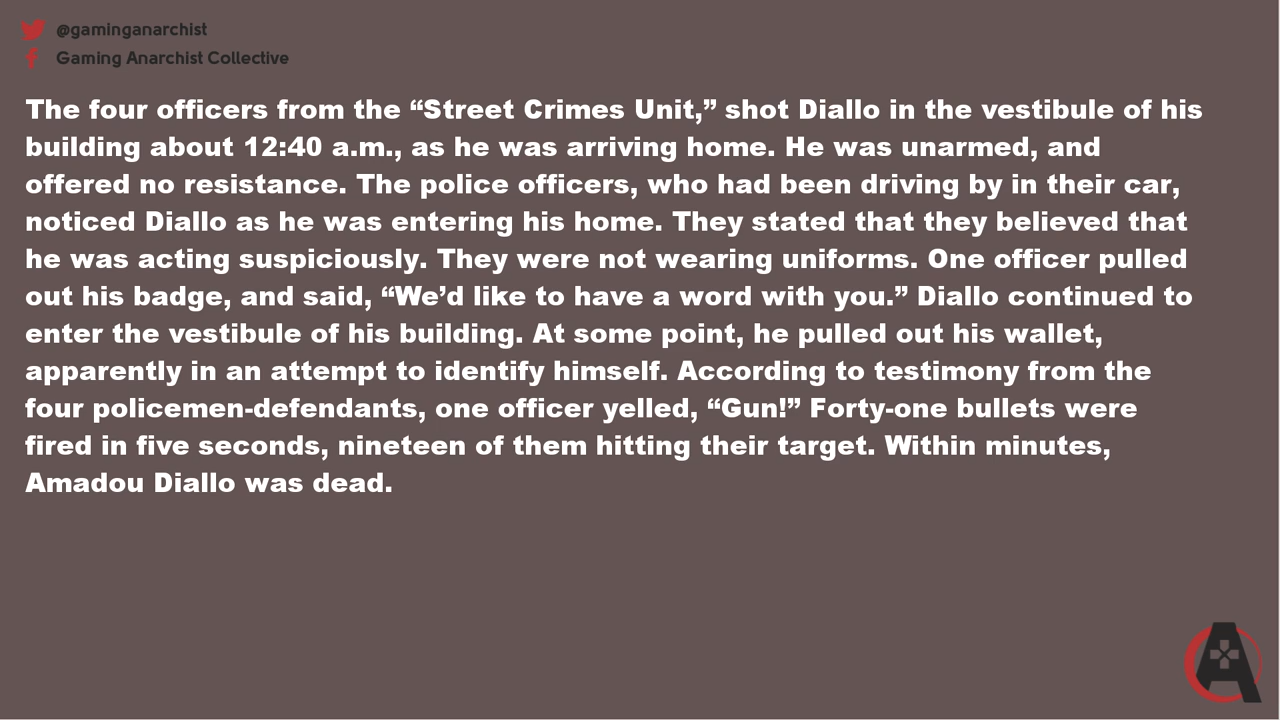 @gaminganarchist
Gaming Anarchist Collective
The four officers from the “Street Crimes Unit,” shot Diallo in the vestibule of his
building about 12:40 a.m., as he was arriving home. He was unarmed, and
offered no resistance. The police officers, who had been driving by in their car,
noticed Diallo as he was entering his home. They stated that they believed that
he was acting suspiciously. They were not wearing uniforms. One officer pulled
out his badge, and said, “We’d like to have a word with you.” Diallo continued to
enter the vestibule of his building. At some point, he pulled out his wallet,
apparently in an attempt to identify himself. According to testimony from the
four policemen-defendants, one officer yelled, “Gun!” Forty-one bullets were
fired in five seconds, nineteen of them hitting their target. Within minutes,
Amadou Diallo was dead.